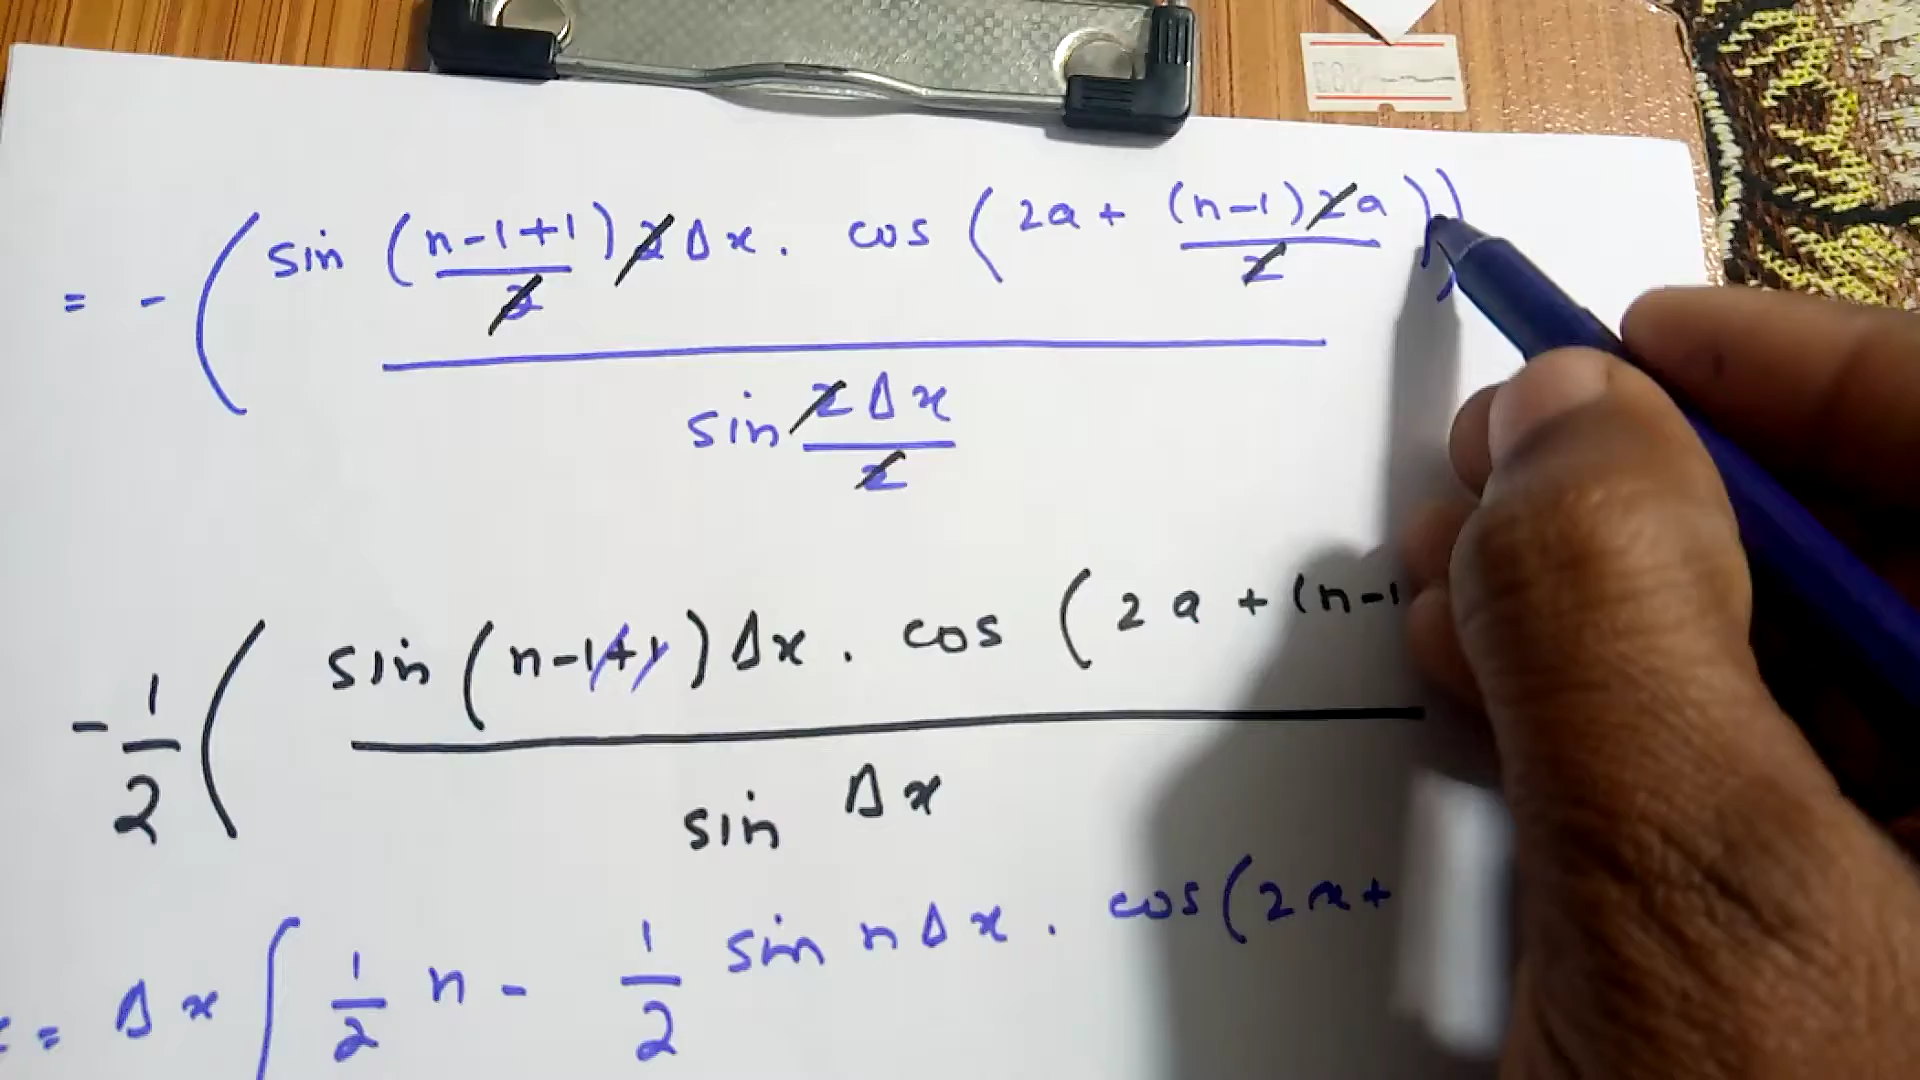 = - ( sin (n-1+1)/2 2Δx . cos (2a + (n-1)2a/2 ) )
sin 2Δx/2
- 1/2 ( sin (n-1+1) Δx . cos ( 2a + (n-1
sin Δx
= Δx [ 1/2 n - 1/2 sin nΔx . cos(2x+